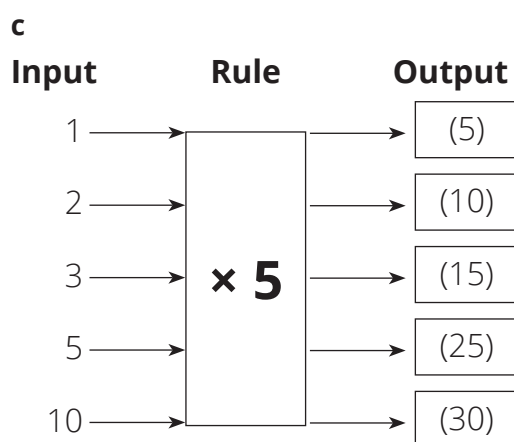 c
Input Rule Output
1 (5)
2 (10)
3 × 5 (15)
5 (25)
10 (30)